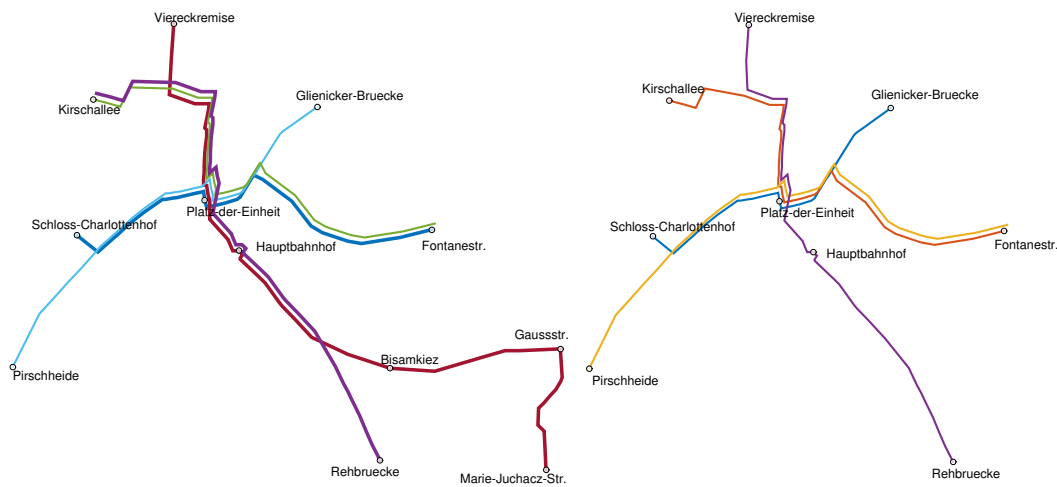 Viereckremise
Glienicker-Bruecke
Kirschallee
Platz-der-Einheit
Schloss-Charlottenhof
Hauptbahnhof
Fontanestr.
Gaussstr.
Bisamkiez
Pirschheide
Rehbruecke
Marie-Juchacz-Str.
Viereckremise
Kirschallee
Glienicker-Bruecke
Platz-der-Einheit
Schloss-Charlottenhof
Fontanestr.
Hauptbahnhof
Pirschheide
Rehbruecke